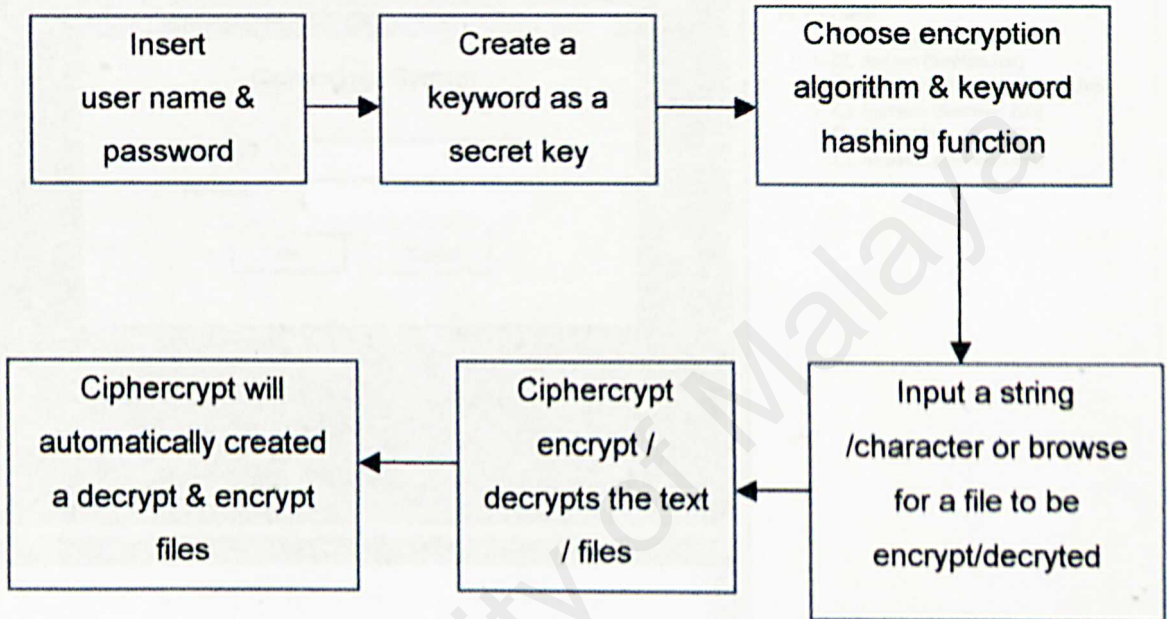 Insert
user name &
password
Create a
keyword as a
secret key
Choose encryption
algorithm & keyword
hashing function
Input a string
/character or browse
for a file to be
encrypt/decryted
Ciphercrypt
encrypt /
decrypts the text
/ files
Ciphercrypt will
automatically created
a decrypt & encrypt
files
of Malaya